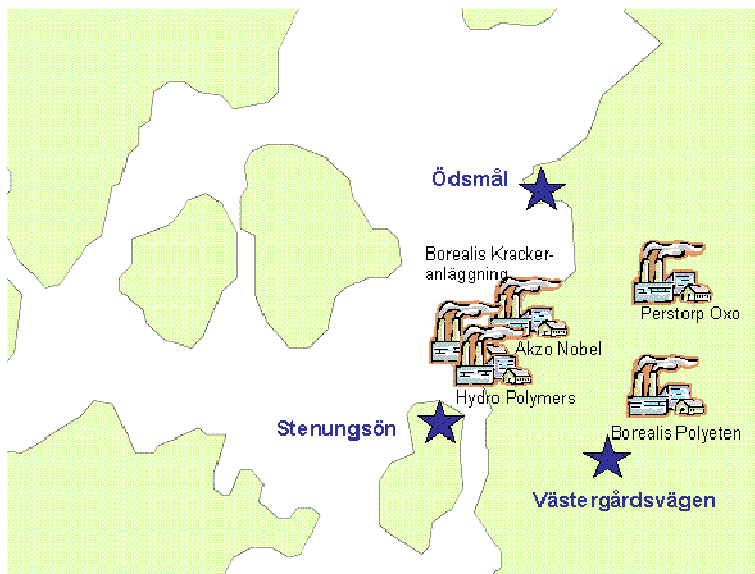 Ödsmål
Borealis Kracker-
anläggning
Perstorp Oxo
Akzo Nobel
Hydro Polymers
Stenungsön
Borealis Polyeten
Västergårdsvägen